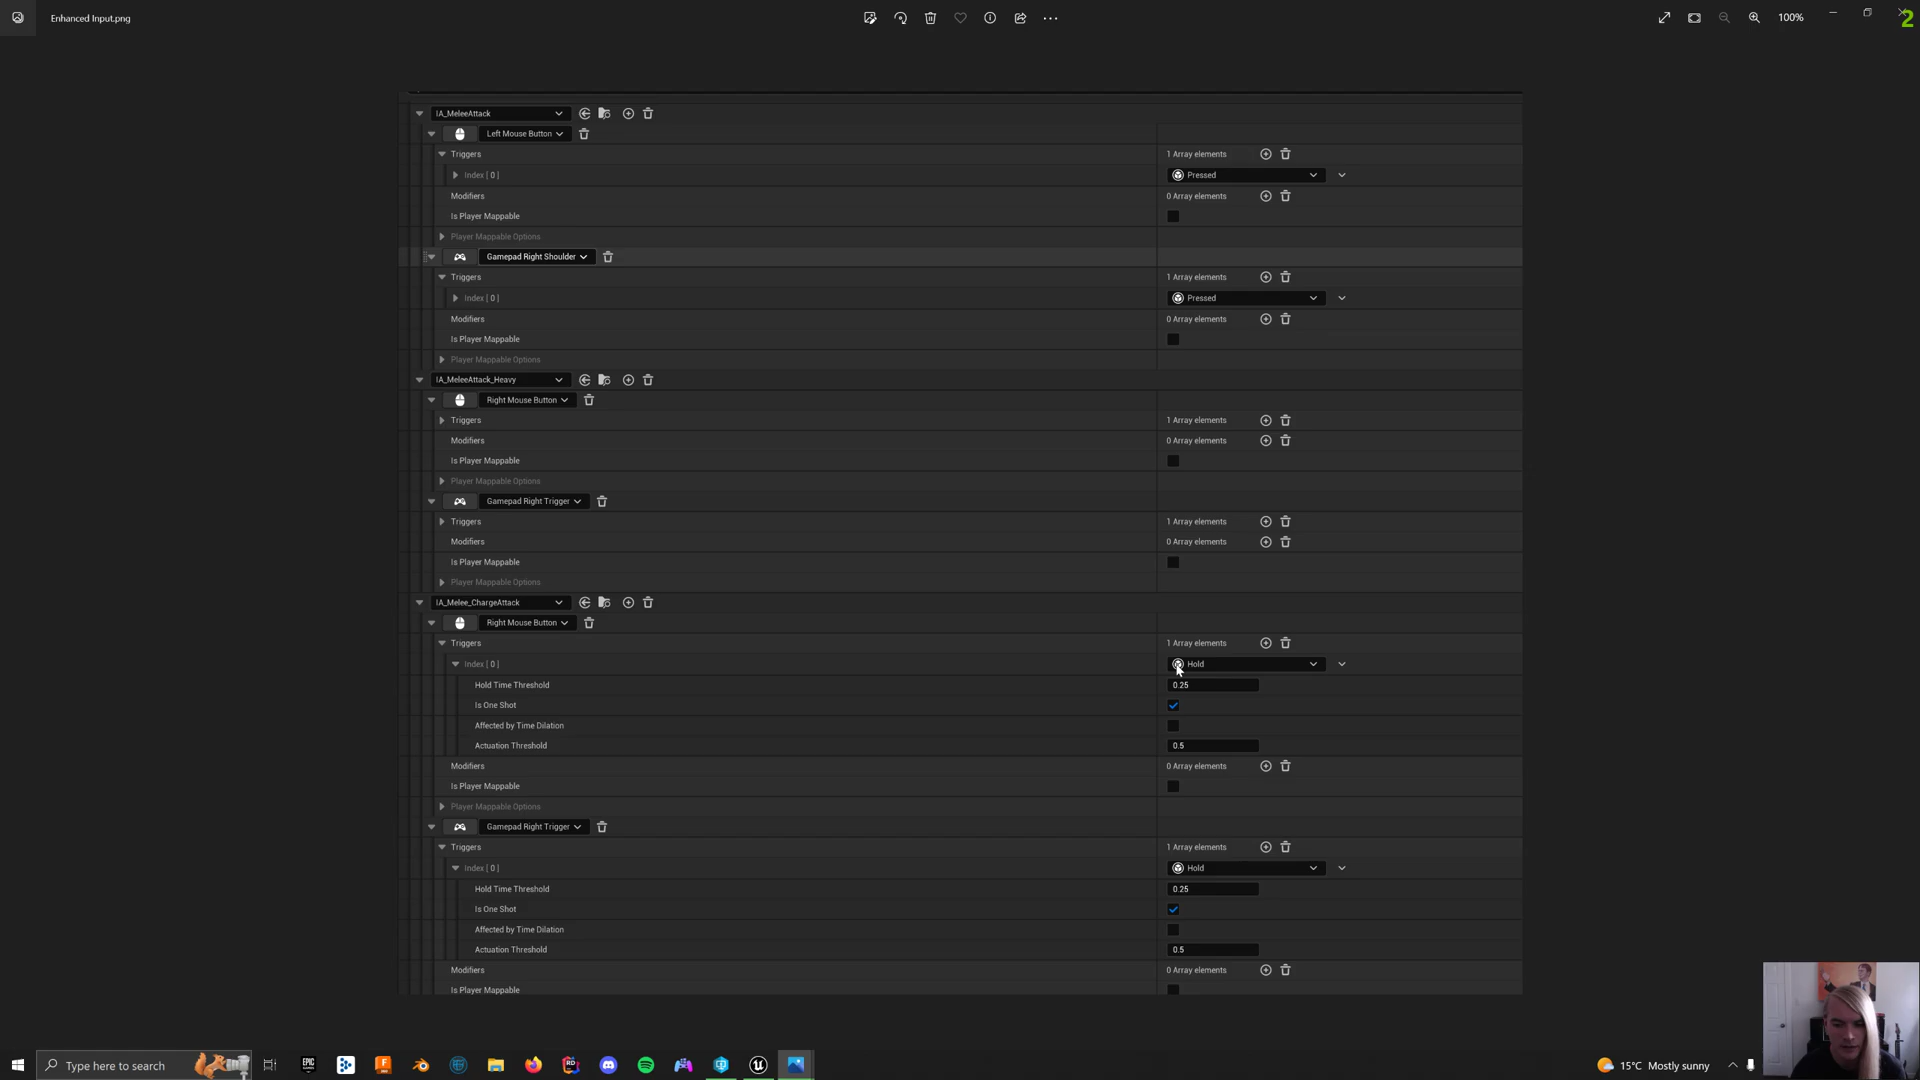 Enhanced Input.png
100%
2
IA_MeleeAttack
Left Mouse Button
Triggers
1 Array elements
Index [ 0 ]
Pressed
Modifiers
0 Array elements
Is Player Mappable
Player Mappable Options
Gamepad Right Shoulder
Triggers
1 Array elements
Index [ 0 ]
Pressed
Modifiers
0 Array elements
Is Player Mappable
Player Mappable Options
IA_MeleeAttack_Heavy
Right Mouse Button
Triggers
1 Array elements
Modifiers
0 Array elements
Is Player Mappable
Player Mappable Options
Gamepad Right Trigger
Triggers
1 Array elements
Modifiers
0 Array elements
Is Player Mappable
Player Mappable Options
IA_Melee_ChargeAttack
Right Mouse Button
Triggers
1 Array elements
Index [ 0 ]
Hold
Hold Time Threshold
0.25
Is One Shot
Affected by Time Dilation
Actuation Threshold
0.5
Modifiers
0 Array elements
Is Player Mappable
Player Mappable Options
Gamepad Right Trigger
Triggers
1 Array elements
Index [ 0 ]
Hold
Hold Time Threshold
0.25
Is One Shot
Affected by Time Dilation
Actuation Threshold
0.5
Modifiers
0 Array elements
Is Player Mappable
Type here to search
EPIC
RD
15°C Mostly sunny